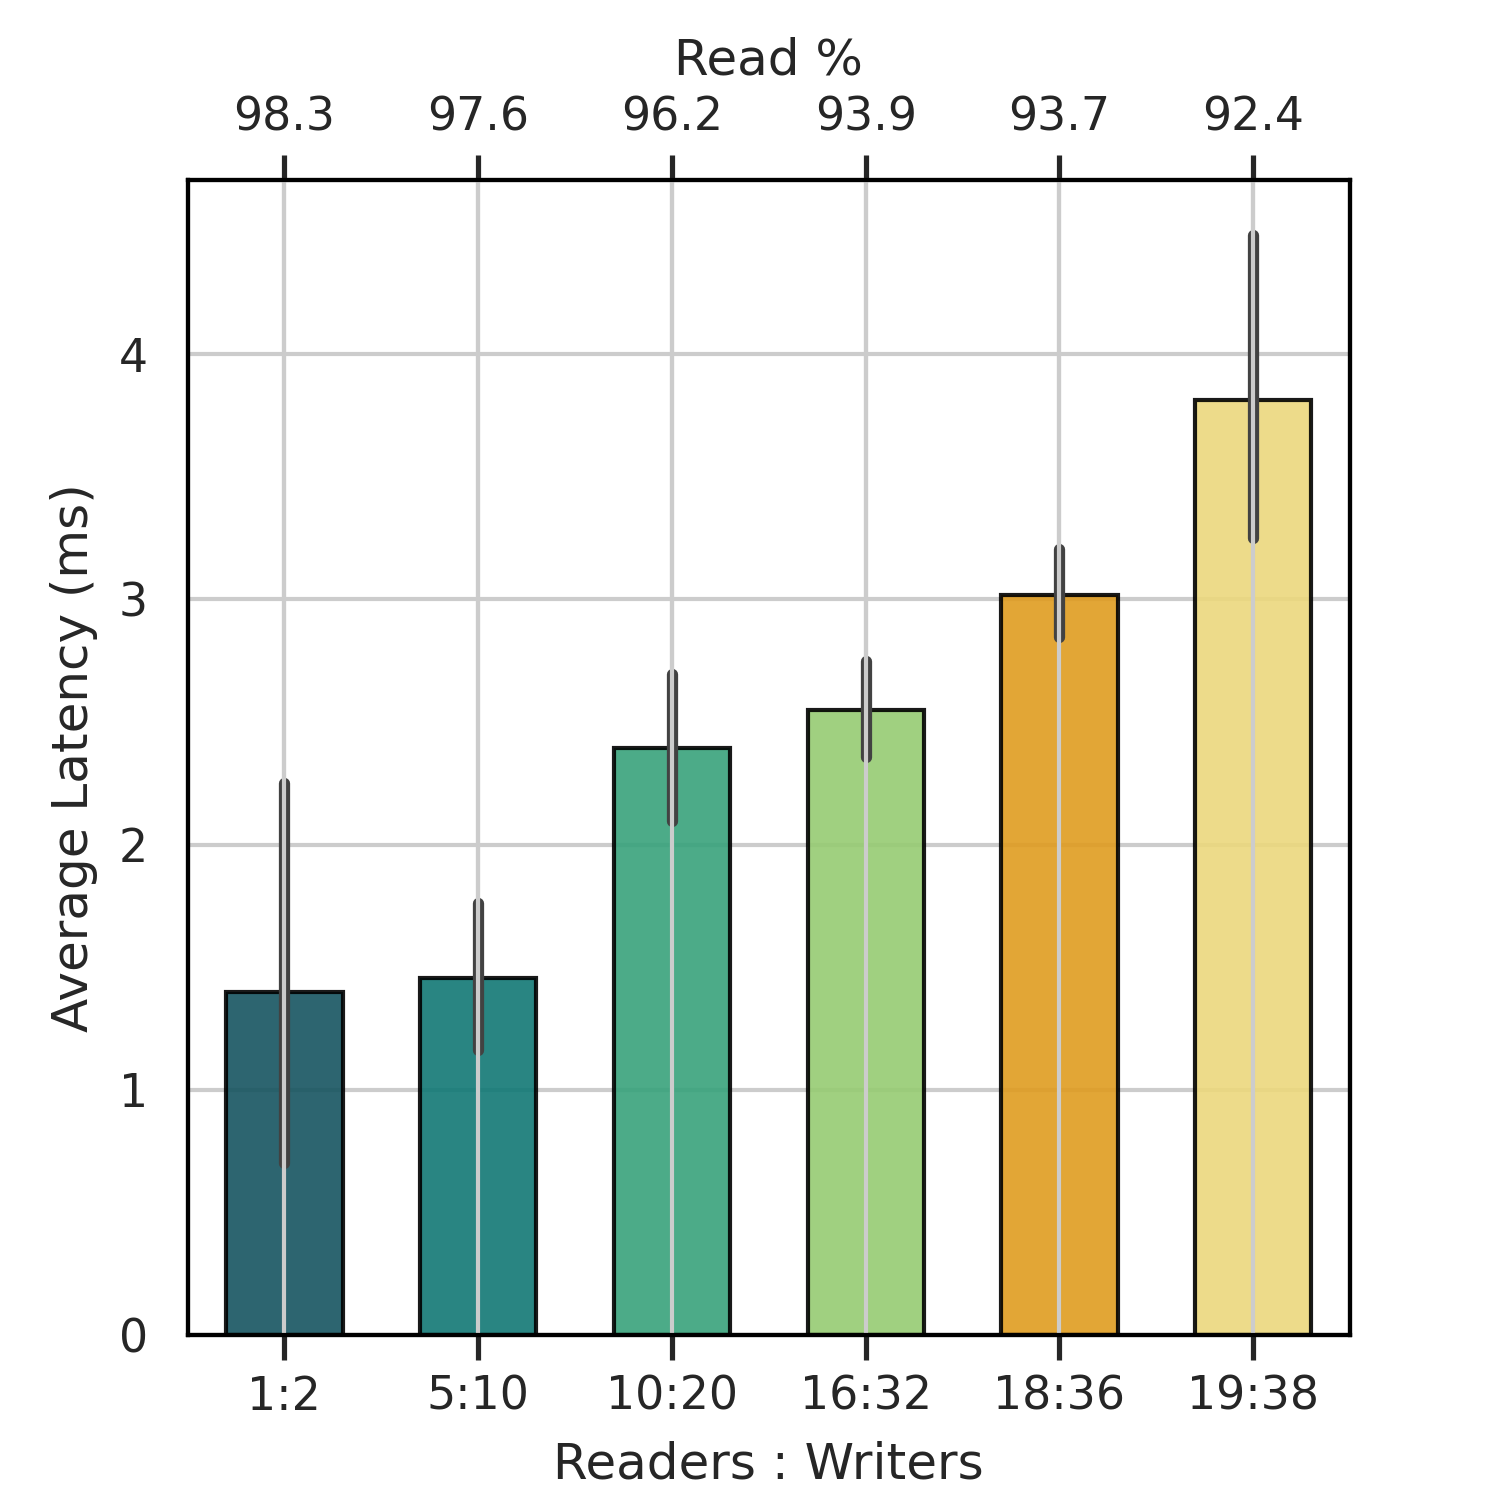 Read %
98.3 97.6 96.2 93.9 93.7 92.4
Average Latency (ms)
4
3
2
1
0
1:2 5:10 10:20 16:32 18:36 19:38
Readers : Writers